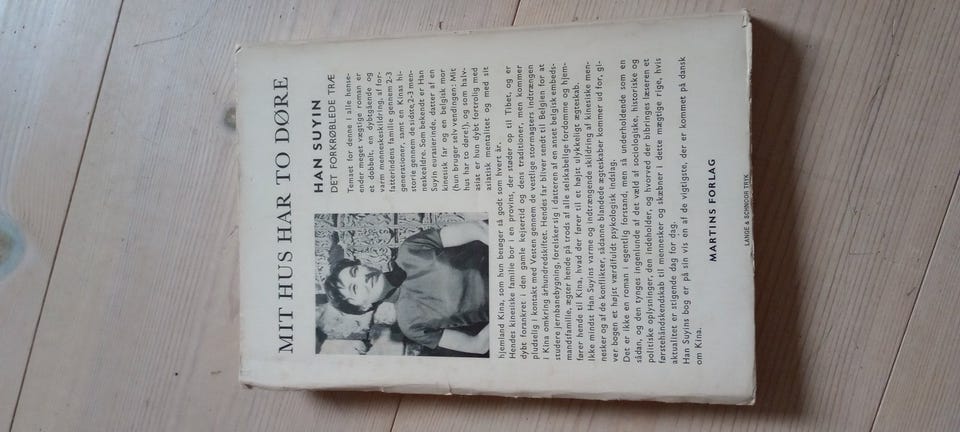 MIT HUS HAR TO DØRE
HAN SUYIN
DET FORKRØBLEDE TRÆ
Temaet for denne i alle hense-
ender meget vægtige roman er
et dobbelt, en dybtgående og
varm menneskeskildring, af for-
fatterindens familie gennem 2-3
generationer, samt en Kinas hi-
storie gennem de sidste 2-3 men-
neskealdre. Som bekendt er Han
Suyin eurasierinde, datter af en
kinesisk far og en belgisk mor
(hun bruger selv vendingen: Mit
hus har to døre), og som halv-
asiat er hun dybt fortrolig med
asiatisk mentalitet og med sit
hjemland Kina, som hun besøger så godt som hvert år.
Hendes kinesiske familie bor i en provins, der støder op til Tibet, og er
dybt forankret i den gamle kejsertid og dens traditioner, men kommer
pludselig i kontakt med Vesten gennem de vestlige stormagters indtrængen
i Kina omkring århundredskiftet. Hendes far bliver sendt til Belgien for at
studere jernbanebygning, forelsker sig i datteren af en anset belgisk embeds-
mandsfamilie, ægter hende på trods af alle selskabelige fordomme og hjem-
fører hende til Kina, hvad der fører til et højst ulykkeligt ægteskab.
Ikke mindst Han Suyins varme og indtrængende skildring af kinesiske men-
nesker og af de konflikter, sådanne blandede ægteskaber kommer ud for, gi-
ver bogen et højst værdifuldt psykologisk indslag.
Det er ikke en roman i egentlig forstand, men så underholdende som en
sådan, og den tynges ingenlunde af det væld af sociologiske, historiske og
politiske oplysninger, den indeholder, og hvorved der bibringes læseren et
førstehåndskendskab til mennesker og skæbner i dette mægtige rige, hvis
aktualitet er stigende dag for dag.
Han Suyins bog er på sin vis en af de vigtigste, der er kommet på dansk
om Kina.
MARTINS FORLAG
LANGE & SCHNOOR TRYK